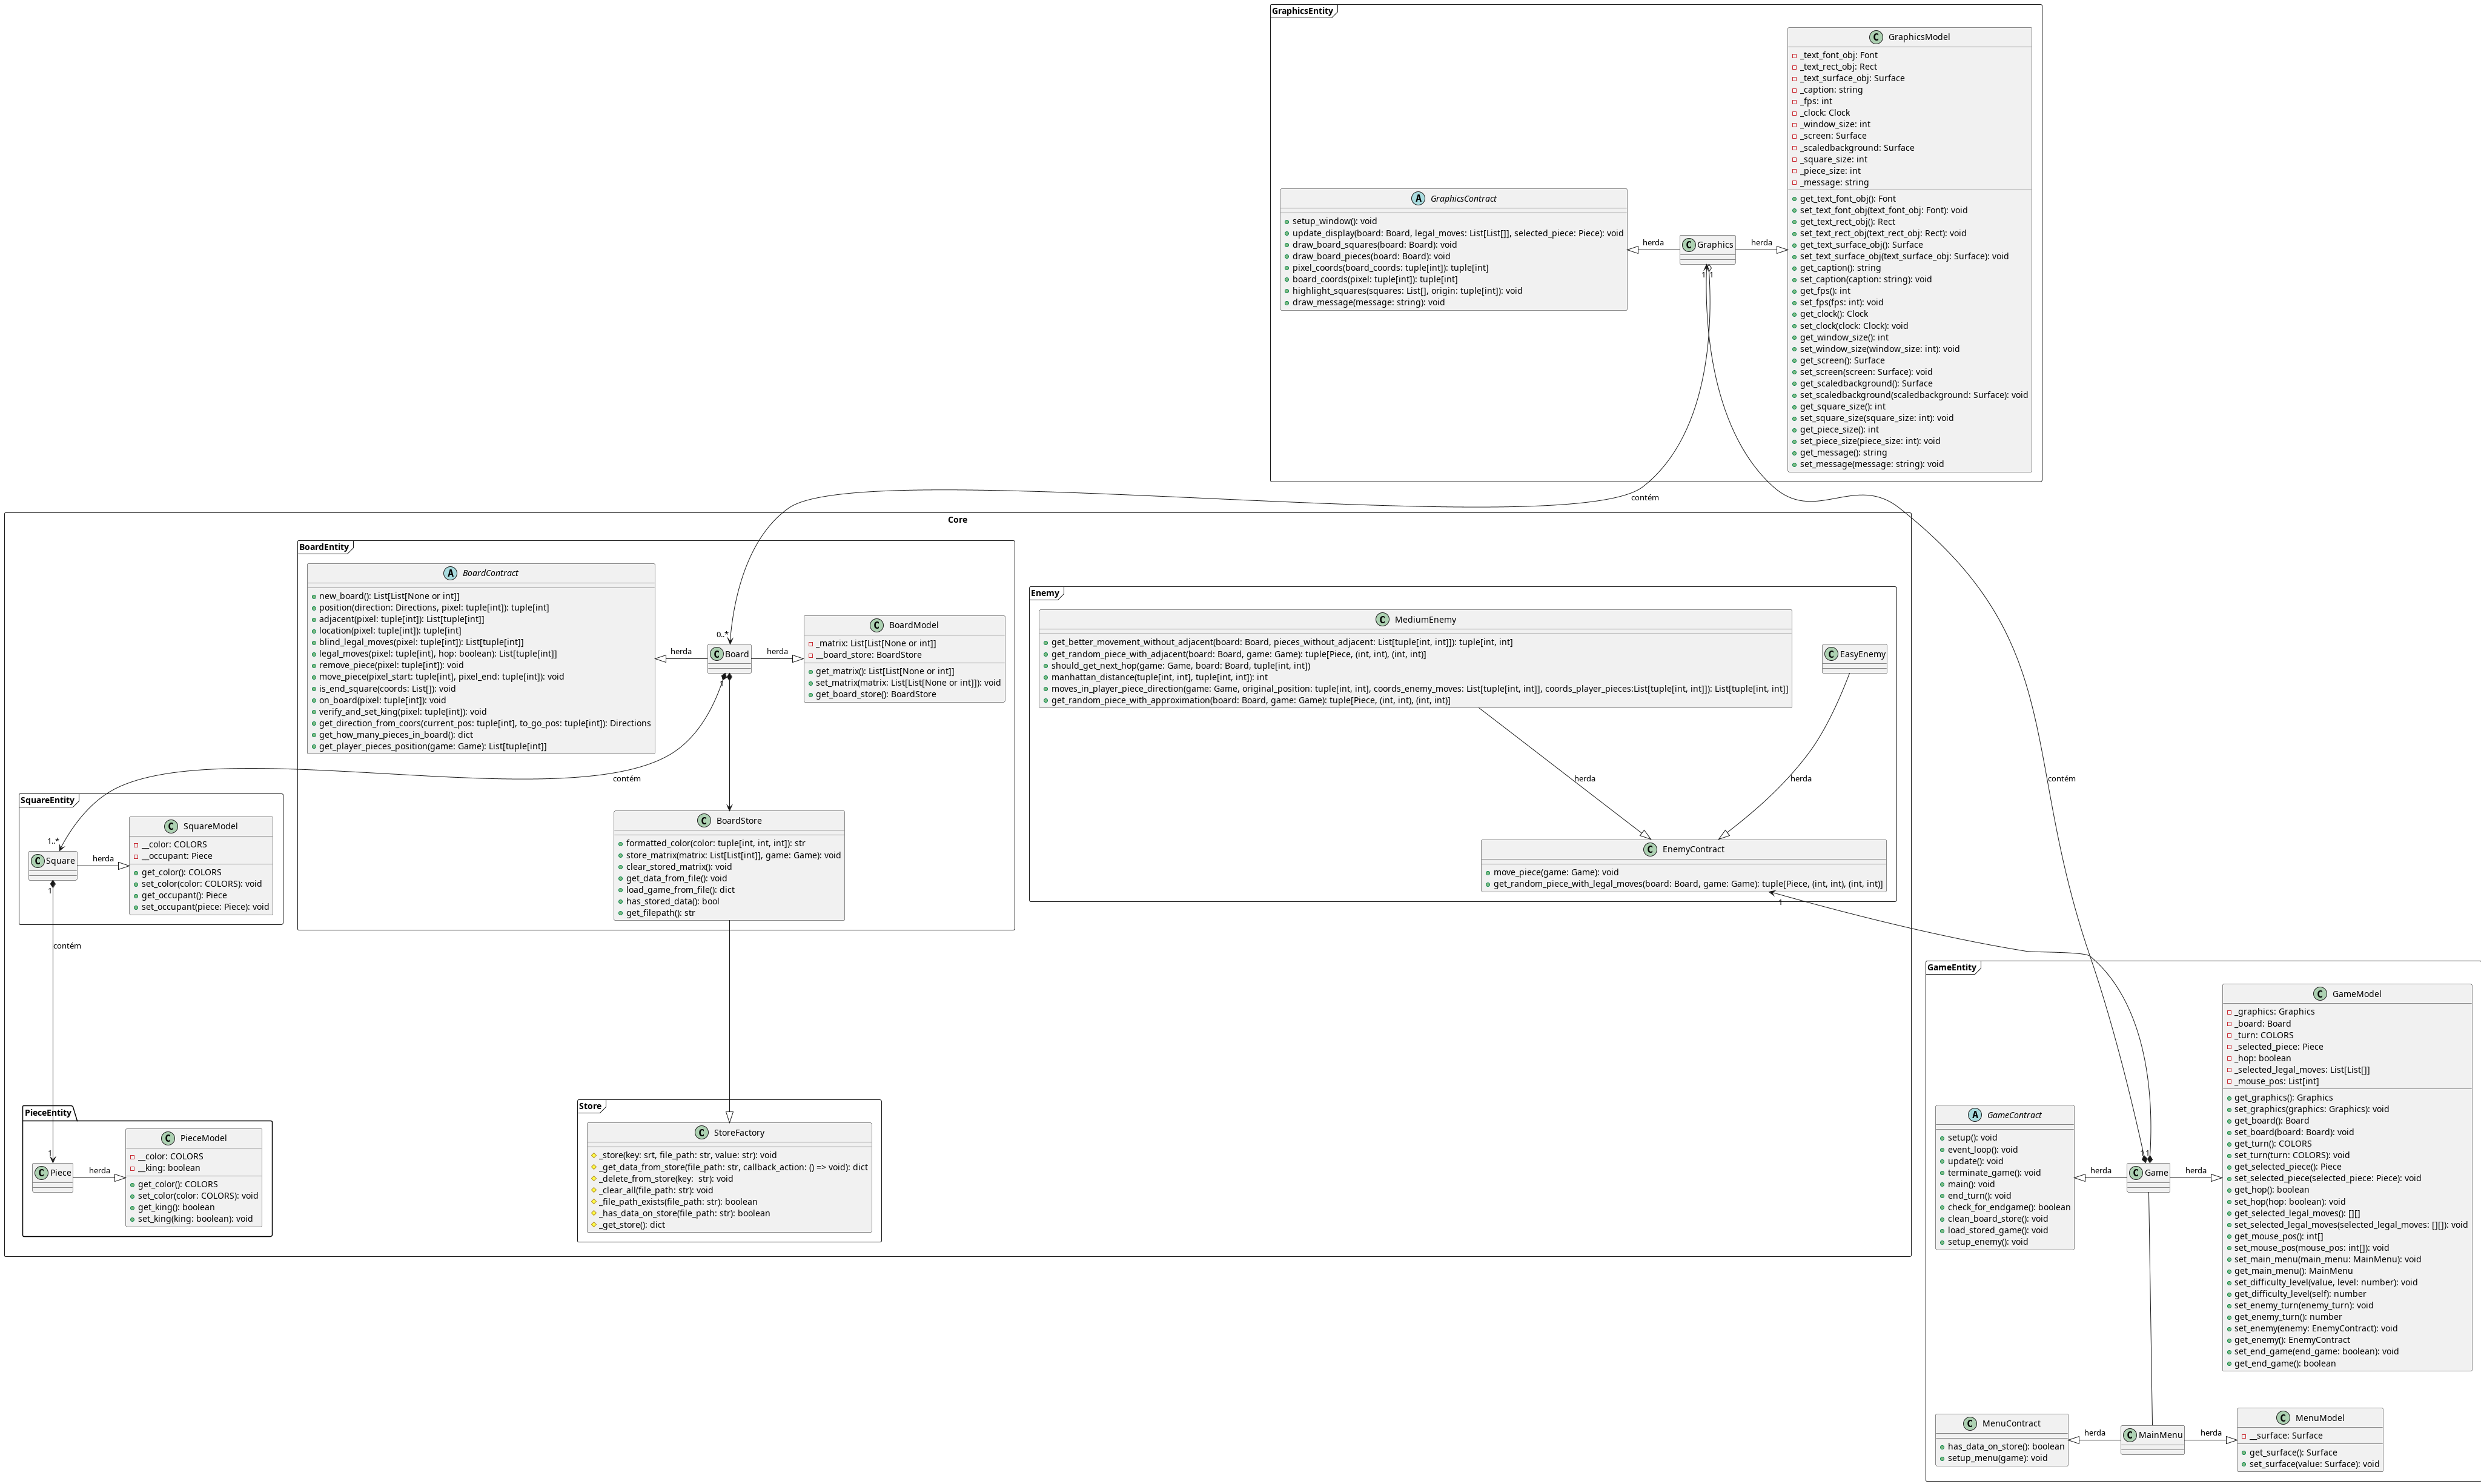 GraphicsEntity
GraphicsModel
_text_font_obj: Font
_text_rect_obj: Rect
_text_surface_obj: Surface
_caption: string
_fps: int
_clock: Clock
_window_size: int
_screen: Surface
_scaledbackground: Surface
_square_size: int
_piece_size: int
_message: string
get_text_font_obj(): Font
set_text_font_obj(text_font_obj: Font): void
get_text_rect_obj(): Rect
set_text_rect_obj(text_rect_obj: Rect): void
get_text_surface_obj(): Surface
set_text_surface_obj(text_surface_obj: Surface): void
get_caption(): string
set_caption(caption: string): void
get_fps(): int
set_fps(fps: int): void
get_clock(): Clock
set_clock(clock: Clock): void
get_window_size(): int
set_window_size(window_size: int): void
get_screen(): Surface
set_screen(screen: Surface): void
get_scaledbackground(): Surface
set_scaledbackground(scaledbackground: Surface): void
get_square_size(): int
set_square_size(square_size: int): void
get_piece_size(): int
set_piece_size(piece_size: int): void
get_message(): string
set_message(message: string): void
GraphicsContract
setup_window(): void
update_display(board: Board, legal_moves: List[List[]], selected_piece: Piece): void
draw_board_squares(board: Board): void
draw_board_pieces(board: Board): void
pixel_coords(board_coords: tuple[int]): tuple[int]
board_coords(pixel: tuple[int]): tuple[int]
highlight_squares(squares: List[], origin: tuple[int]): void
draw_message(message: string): void
herda
Graphics
herda
1
1
contém
Core
BoardEntity
BoardContract
new_board(): List[List[None or int]]
position(direction: Directions, pixel: tuple[int]): tuple[int]
adjacent(pixel: tuple[int]): List[tuple[int]]
location(pixel: tuple[int]): tuple[int]
blind_legal_moves(pixel: tuple[int]): List[tuple[int]]
legal_moves(pixel: tuple[int], hop: boolean): List[tuple[int]]
remove_piece(pixel: tuple[int]): void
move_piece(pixel_start: tuple[int], pixel_end: tuple[int]): void
is_end_square(coords: List[]): void
on_board(pixel: tuple[int]): void
verify_and_set_king(pixel: tuple[int]): void
get_direction_from_coors(current_pos: tuple[int], to_go_pos: tuple[int]): Directions
get_how_many_pieces_in_board(): dict
get_player_pieces_position(game: Game): List[tuple[int]]
0..*
herda
Board
herda
1
BoardModel
_matrix: List[List[None or int]]
__board_store: BoardStore
get_matrix(): List[List[None or int]]
set_matrix(matrix: List[List[None or int]]): void
get_board_store(): BoardStore
Enemy
MediumEnemy
get_better_movement_without_adjacent(board: Board, pieces_without_adjacent: List[tuple[int, int]]): tuple[int, int]
get_random_piece_with_adjacent(board: Board, game: Game): tuple[Piece, (int, int), (int, int)]
should_get_next_hop(game: Game, board: Board, tuple[int, int])
manhattan_distance(tuple[int, int], tuple[int, int]): int
moves_in_player_piece_direction(game: Game, original_position: tuple[int, int], coords_enemy_moves: List[tuple[int, int]], coords_player_pieces:List[tuple[int, int]]): List[tuple[int, int]]
get_random_piece_with_approximation(board: Board, game: Game): tuple[Piece, (int, int), (int, int)]
EasyEnemy
contém
herda
herda
contém
SquareEntity
1..*
Square
herda
1
SquareModel
__color: COLORS
__occupant: Piece
get_color(): COLORS
set_color(color: COLORS): void
get_occupant(): Piece
set_occupant(piece: Piece): void
BoardStore
formatted_color(color: tuple[int, int, int]): str
store_matrix(matrix: List[List[int]], game: Game): void
clear_stored_matrix(): void
get_data_from_file(): void
load_game_from_file(): dict
has_stored_data(): bool
get_filepath(): str
EnemyContract
move_piece(game: Game): void
get_random_piece_with_legal_moves(board: Board, game: Game): tuple[Piece, (int, int), (int, int)]
1
contém
PieceEntity
1
Piece
herda
PieceModel
__color: COLORS
__king: boolean
get_color(): COLORS
set_color(color: COLORS): void
get_king(): boolean
set_king(king: boolean): void
Store
StoreFactory
_store(key: srt, file_path: str, value: str): void
_get_data_from_store(file_path: str, callback_action: () => void): dict
_delete_from_store(key:  str): void
_clear_all(file_path: str): void
_file_path_exists(file_path: str): boolean
_has_data_on_store(file_path: str): boolean
_get_store(): dict
GameEntity
GameModel
_graphics: Graphics
_board: Board
_turn: COLORS
_selected_piece: Piece
_hop: boolean
_selected_legal_moves: List[List[]]
_mouse_pos: List[int]
get_graphics(): Graphics
set_graphics(graphics: Graphics): void
get_board(): Board
set_board(board: Board): void
get_turn(): COLORS
set_turn(turn: COLORS): void
get_selected_piece(): Piece
set_selected_piece(selected_piece: Piece): void
get_hop(): boolean
set_hop(hop: boolean): void
get_selected_legal_moves(): [][]
set_selected_legal_moves(selected_legal_moves: [][]): void
get_mouse_pos(): int[]
set_mouse_pos(mouse_pos: int[]): void
set_main_menu(main_menu: MainMenu): void
get_main_menu(): MainMenu
set_difficulty_level(value, level: number): void
get_difficulty_level(self): number
set_enemy_turn(enemy_turn): void
get_enemy_turn(): number
set_enemy(enemy: EnemyContract): void
get_enemy(): EnemyContract
set_end_game(end_game: boolean): void
get_end_game(): boolean
GameContract
setup(): void
event_loop(): void
update(): void
terminate_game(): void
main(): void
end_turn(): void
check_for_endgame(): boolean
clean_board_store(): void
load_stored_game(): void
setup_enemy(): void
1
1
herda
Game
herda
MenuContract
has_data_on_store(): boolean
setup_menu(game): void
herda
MainMenu
herda
MenuModel
__surface: Surface
get_surface(): Surface
set_surface(value: Surface): void